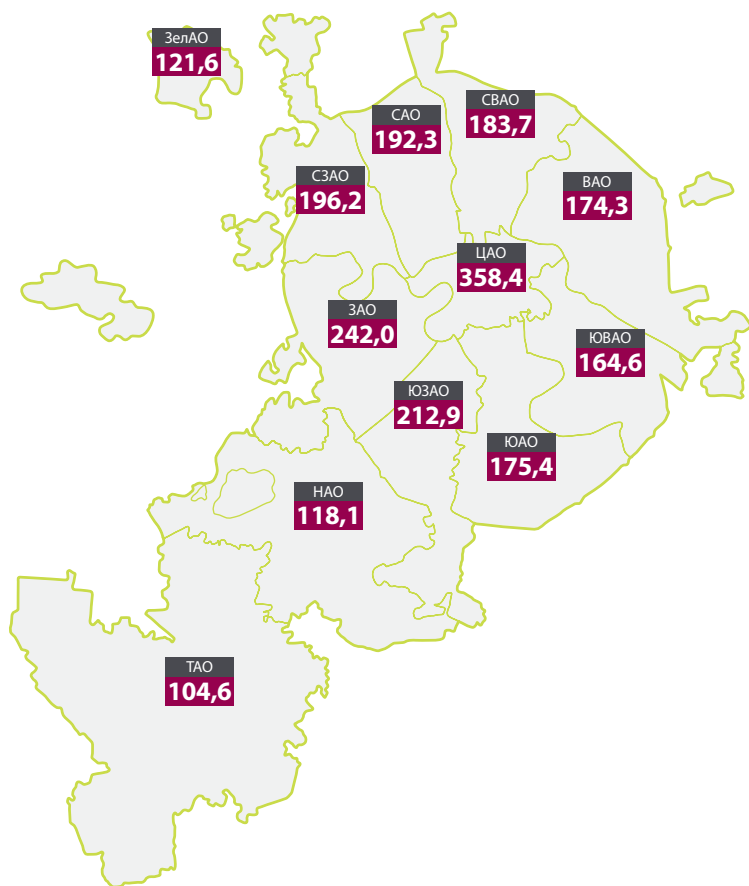 ЗелАО
121,6
САО
192,3
СВАО
183,7
СЗАО
196,2
ВАО
174,3
ЦАО
358,4
ЗАО
242,0
ЮВАО
164,6
ЮЗАО
212,9
ЮАО
175,4
НАО
118,1
ТАО
104,6